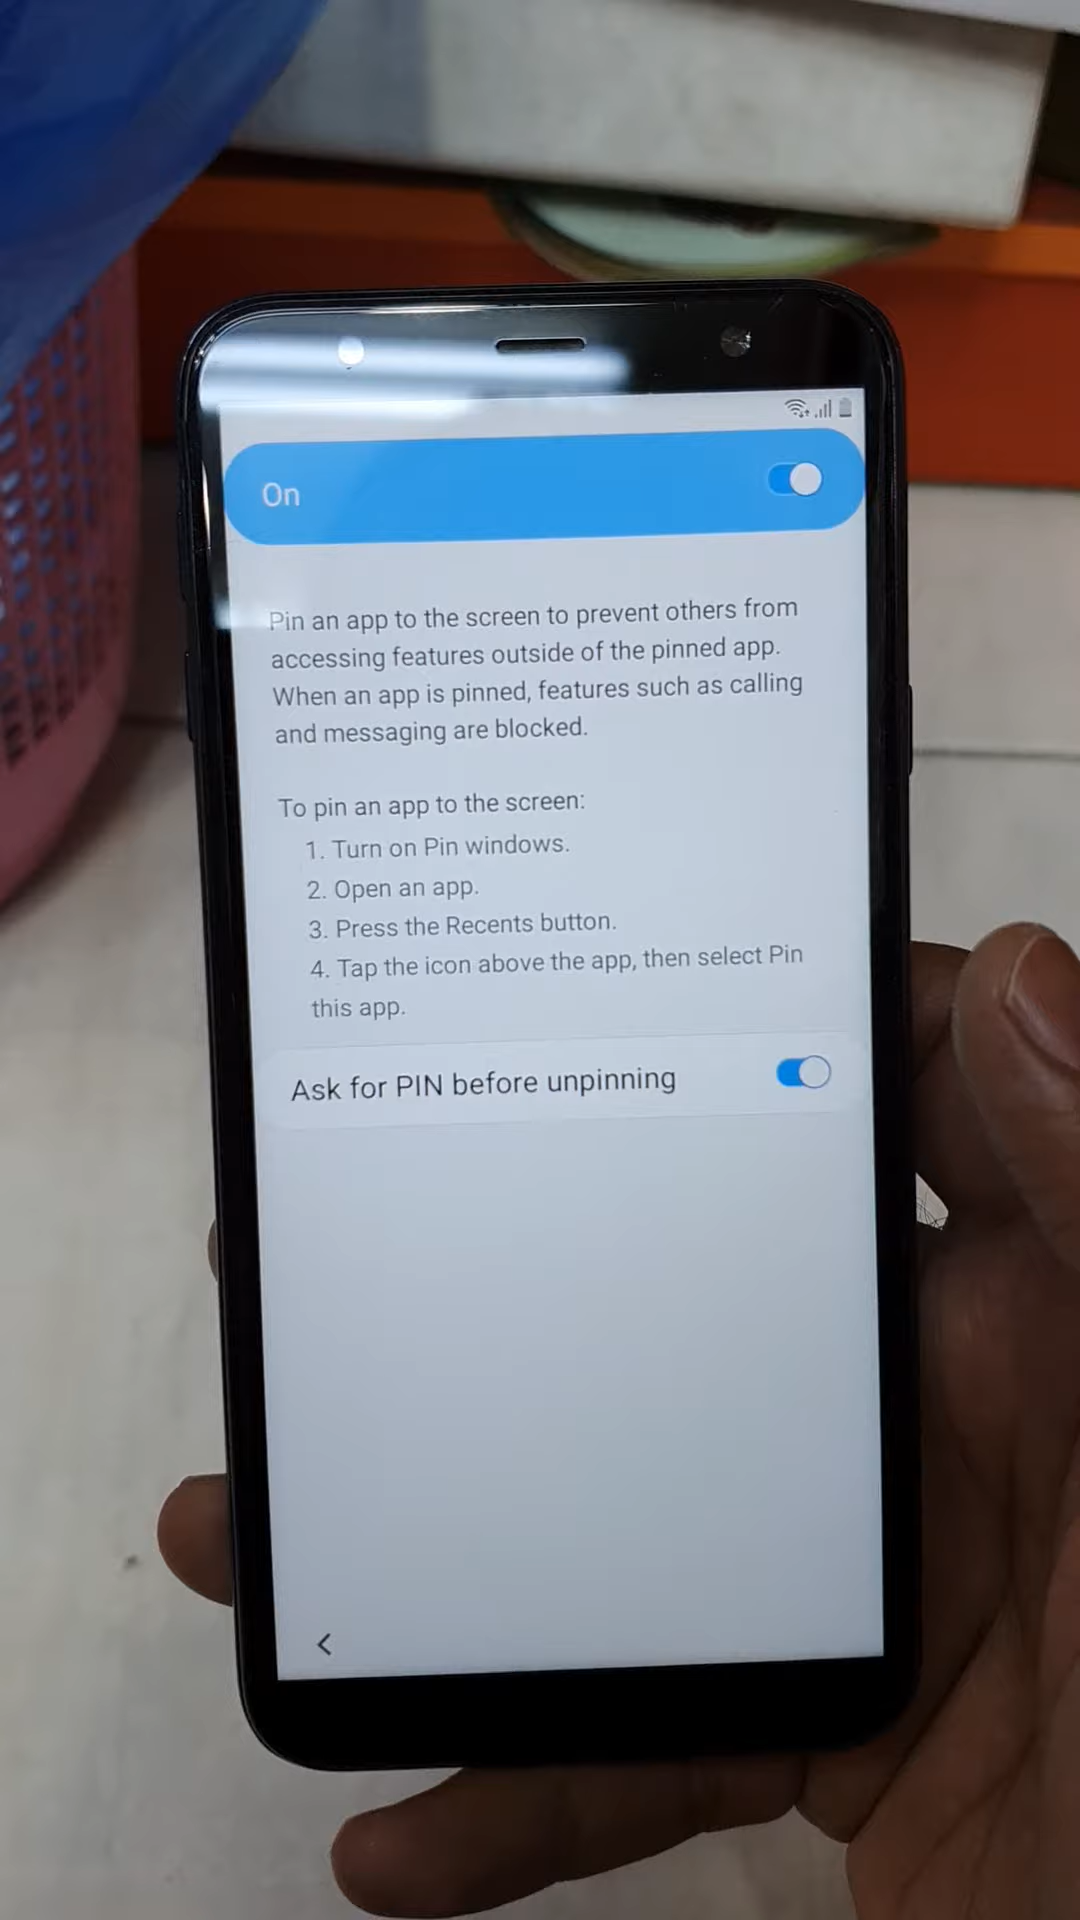 On
Pin an app to the screen to prevent others from
accessing features outside of the pinned app.
When an app is pinned, features such as calling
and messaging are blocked.
To pin an app to the screen:
1. Turn on Pin windows.
2. Open an app.
3. Press the Recents button.
4. Tap the icon above the app, then select Pin
this app.
Ask for PIN before unpinning